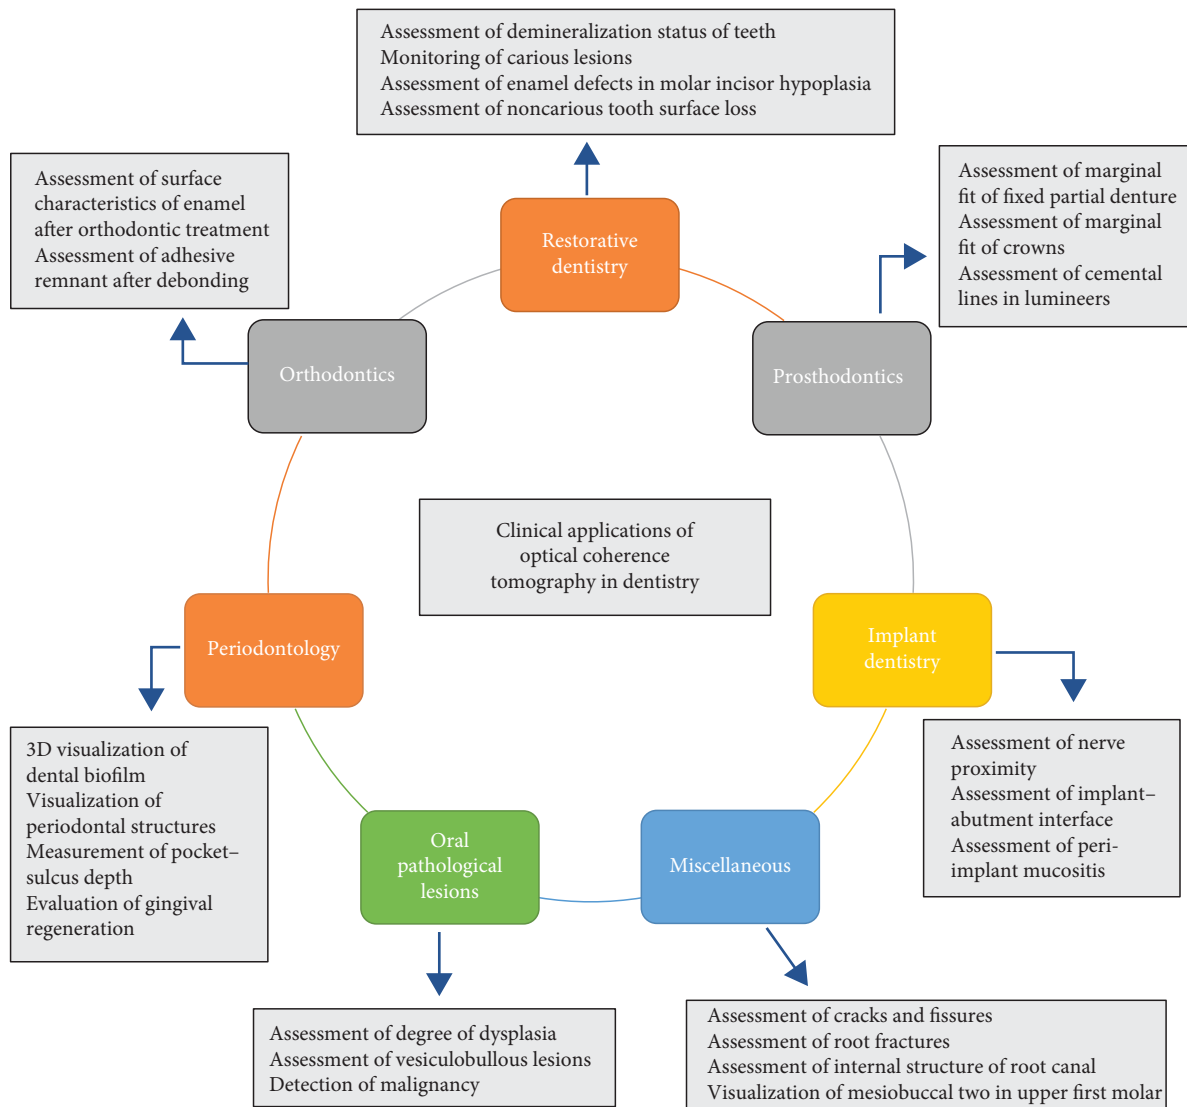 Assessment of demineralization status of teeth
Monitoring of carious lesions
Assessment of enamel defects in molar incisor hypoplasia
Assessment of noncarious tooth surface loss
Assessment of surface
characteristics of enamel
after orthodontic treatment
Assessment of adhesive
remnant after debonding
Assessment of marginal
fit of fixed partial denture
Assessment of marginal
fit of crowns
Assessment of cemental
lines in lumineers
Restorative
dentistry
Orthodontics
Prosthodontics
Clinical applications of
optical coherence
tomography in dentistry
Periodontology
Implant
dentistry
3D visualization of
dental biofilm
Visualization of
periodontal structures
Measurement of pocket–
sulcus depth
Evaluation of gingival
regeneration
Assessment of nerve
proximity
Assessment of implant–
abutment interface
Assessment of peri-
implant mucositis
Oral
pathological
lesions
Miscellaneous
Assessment of degree of dysplasia
Assessment of vesiculobullous lesions
Detection of malignancy
Assessment of cracks and fissures
Assessment of root fractures
Assessment of internal structure of root canal
Visualization of mesiobuccal two in upper first molar